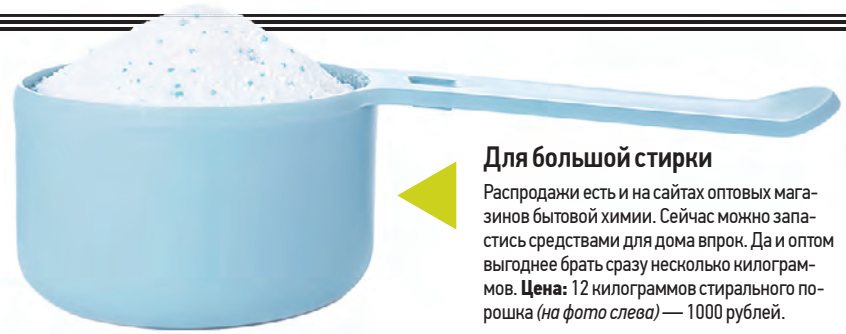 Для большой стирки
Распродажи есть и на сайтах оптовых мага-
зинов бытовой химии. Сейчас можно запа-
стись средствами для дома впрок. Да и оптом
выгоднее брать сразу несколько килограм-
мов. Цена: 12 килограммов стирального по-
рошка (на фото слева) — 1000 рублей.